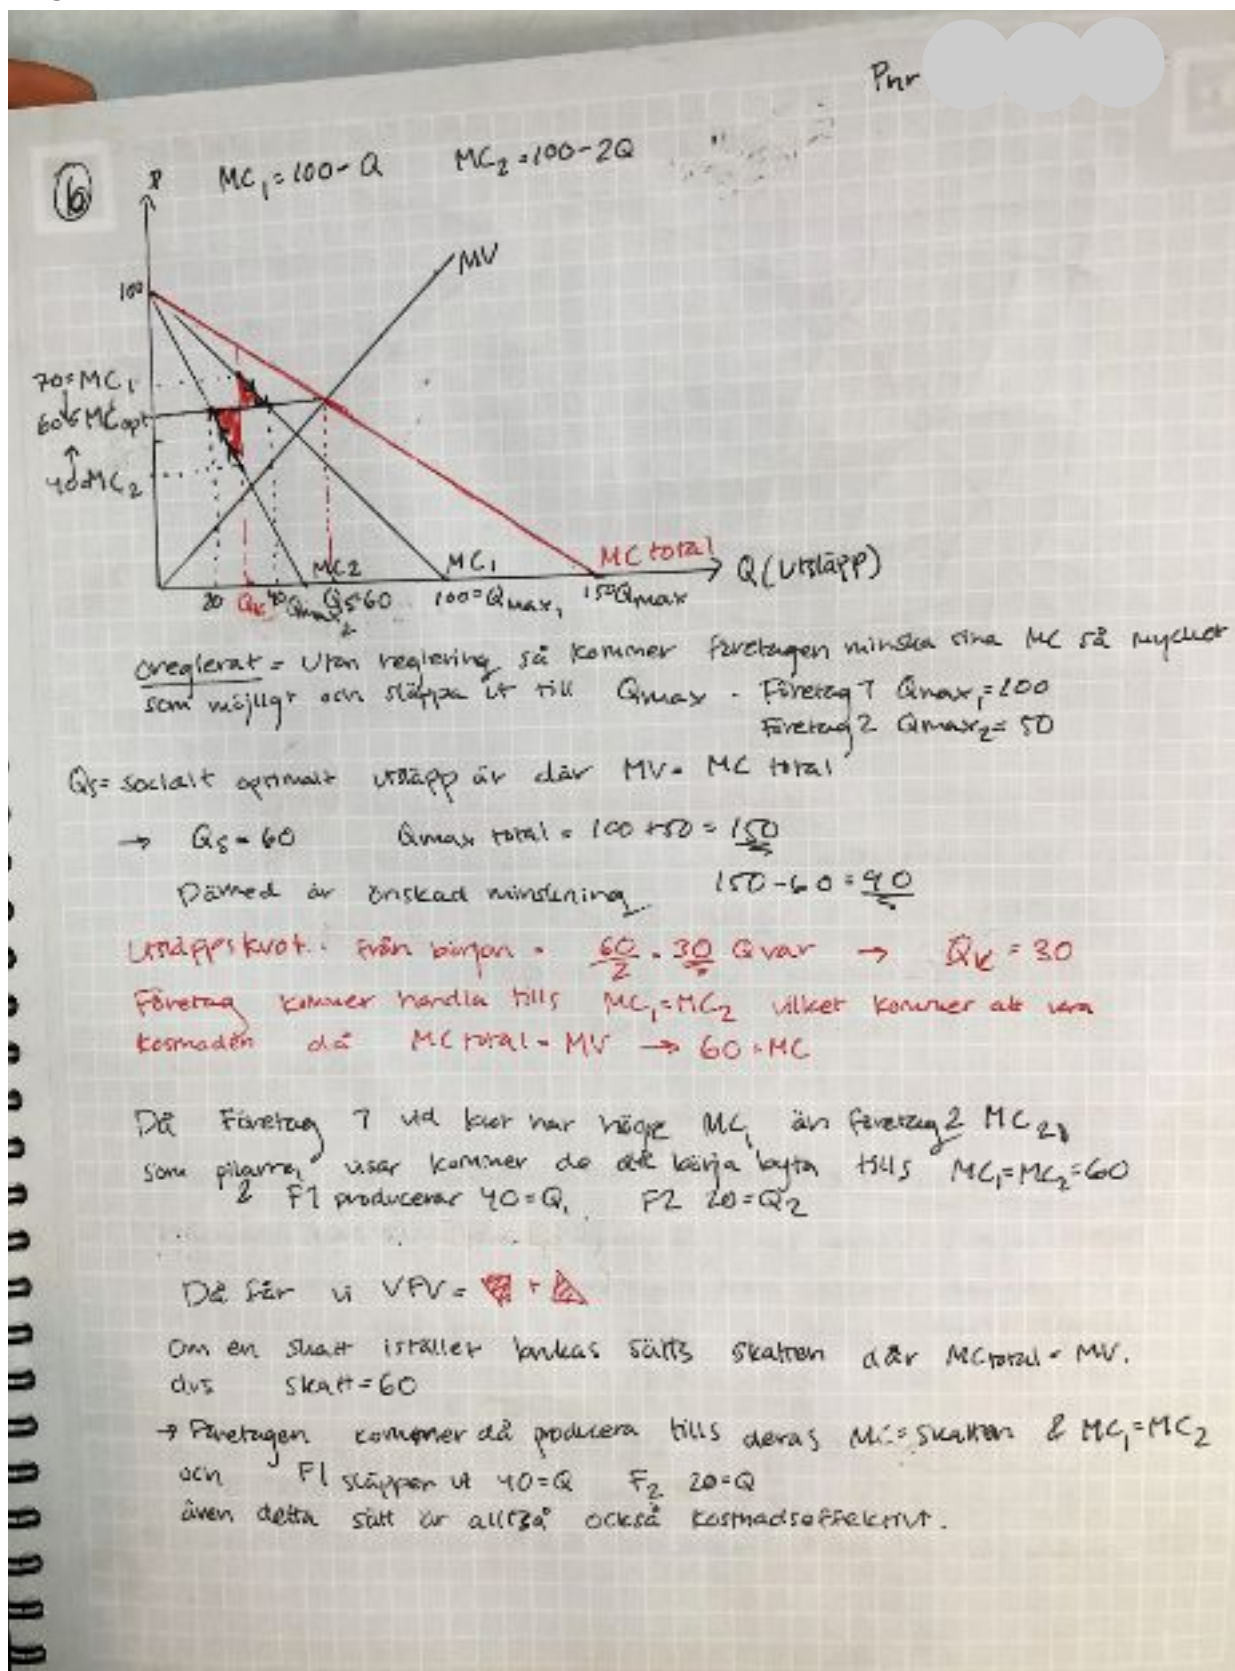 Pnr
6
MC₁=100-Q MC₂=100-2Q
P
MV
100
70=MC₁
60=MCopt
40=MC₂
MC2
MC₁
MC total
Q (Utsläpp)
20 Qk 40 Qmax₂ Qs=60 100=Qmax₁ 150Qmax
oreglerat = Utan reglering så kommer företagen minska sina MC så mycket
som möjligt och släppa ut till Qmax. Företag 1 Qmax₁=100
Företag 2 Qmax₂=50
Qs= socialt optimalt utsläpp är där MV=MC total
→ Qs=60 Qmax total = 100+50=150
Därmed är önskad minskning 150-60=90
Utsläppskvot: Från början = 60/2 = 30 Q var → Qk=30
Företag kommer handla tills MC₁=MC₂ vilket kommer att vara
kostnaden då MC total=MV → 60=MC
Då Företag 1 vid kvot har högre MC₁ än företag 2 MC₂,
som pilarna visar kommer de att börja byta tills MC₁=MC₂=60
& F1 producerar 40=Q₁ F2 20=Q₂
Då får vi VFV= +
Om en skatt istället brukas sätts skatten där MCtotal=MV.
dvs skatt=60
→ Företagen kommer då producera tills deras MC=skatten & MC₁=MC₂
och F1 släpper ut 40=Q F₂ 20=Q
även detta sätt är alltså också kostnadseffektivt.